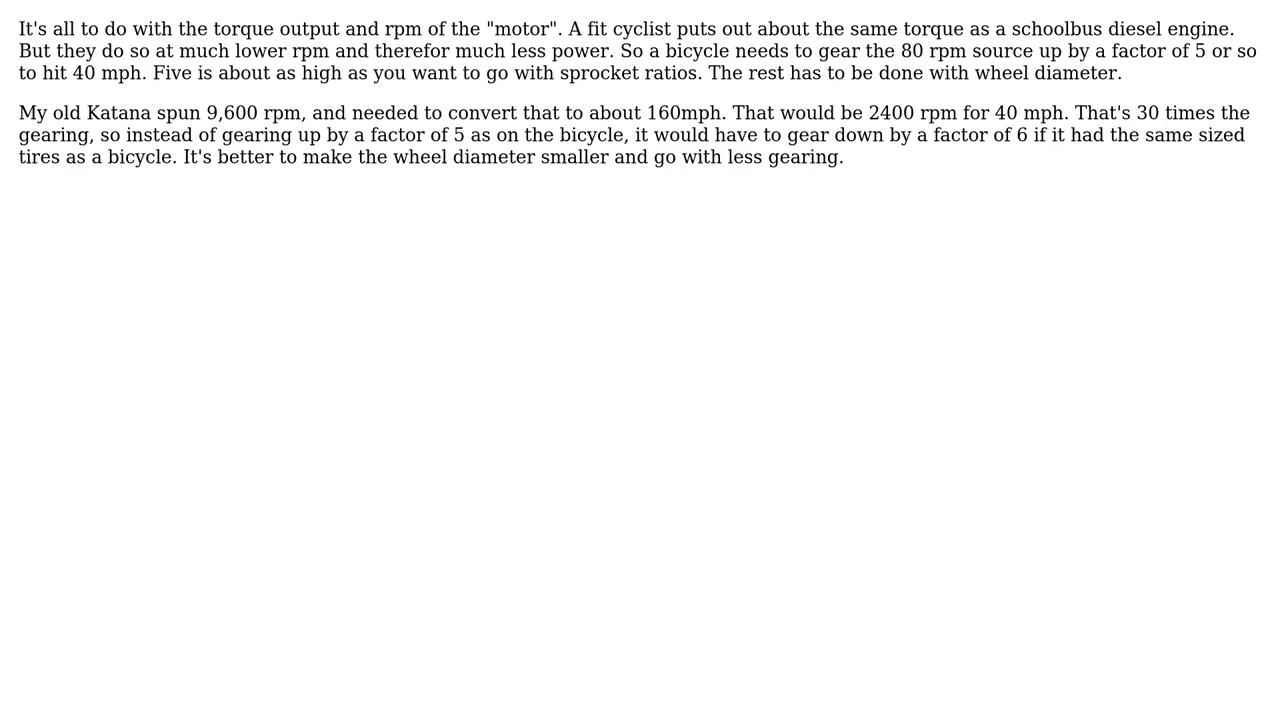 It's all to do with the torque output and rpm of the "motor". A fit cyclist puts out about the same torque as a schoolbus diesel engine.
But they do so at much lower rpm and therefor much less power. So a bicycle needs to gear the 80 rpm source up by a factor of 5 or so
to hit 40 mph. Five is about as high as you want to go with sprocket ratios. The rest has to be done with wheel diameter.
My old Katana spun 9,600 rpm, and needed to convert that to about 160mph. That would be 2400 rpm for 40 mph. That's 30 times the
gearing, so instead of gearing up by a factor of 5 as on the bicycle, it would have to gear down by a factor of 6 if it had the same sized
tires as a bicycle. It's better to make the wheel diameter smaller and go with less gearing.